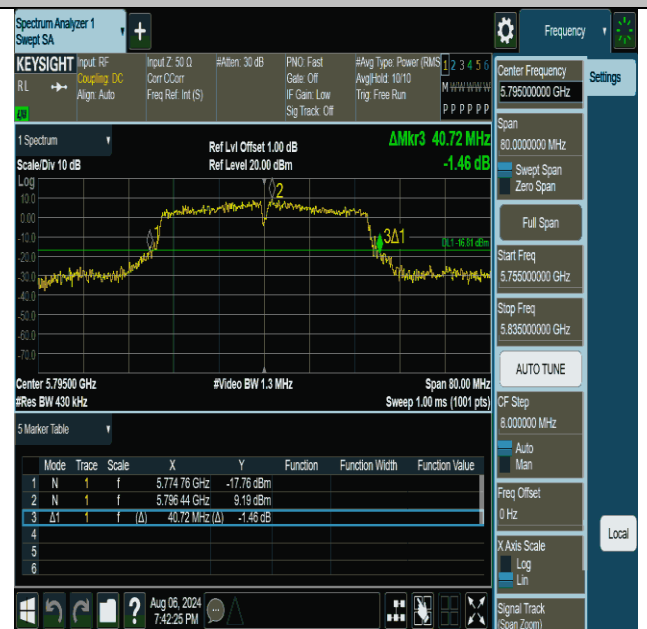 Spectrum Analyzer 1
Swept SA
Frequency
KEYSIGHT
RL
Input: RF
Coupling: DC
Align: Auto
Input Z: 50 Ω
Corr CCorr
Freq Ref: Int (S)
#Atten: 30 dB
PNO: Fast
Gate: Off
IF Gain: Low
Sig Track: Off
#Avg Type: Power (RMS
Avg|Hold: 10/10
Trig: Free Run
1 2 3 4 5 6
M W W W W W
P P P P P P
1 Spectrum
Scale/Div 10 dB
Ref Lvl Offset 1.00 dB
Ref Level 20.00 dBm
ΔMkr3 40.72 MHz
-1.46 dB
Log
10.0
0.00
-10.0
-20.0
-30.0
-40.0
-50.0
-60.0
-70.0
1
2
3Δ1
DL1 -16.81 dBm
Center 5.79500 GHz
#Video BW 1.3 MHz
Span 80.00 MHz
#Res BW 430 kHz
Sweep 1.00 ms (1001 pts)
5 Marker Table
Mode Trace Scale X Y Function Function Width Function Value
1 N 1 f 5.774 76 GHz -17.76 dBm
2 N 1 f 5.796 44 GHz 9.19 dBm
3 Δ1 1 f (Δ) 40.72 MHz (Δ) -1.46 dB
4
5
6
Aug 06, 2024
7:42:25 PM
Center Frequency
5.795000000 GHz
Settings
Span
80.0000000 MHz
Swept Span
Zero Span
Full Span
Start Freq
5.755000000 GHz
Stop Freq
5.835000000 GHz
AUTO TUNE
CF Step
8.000000 MHz
Auto
Man
Freq Offset
0 Hz
Local
X Axis Scale
Log
Lin
Signal Track
(Span Zoom)